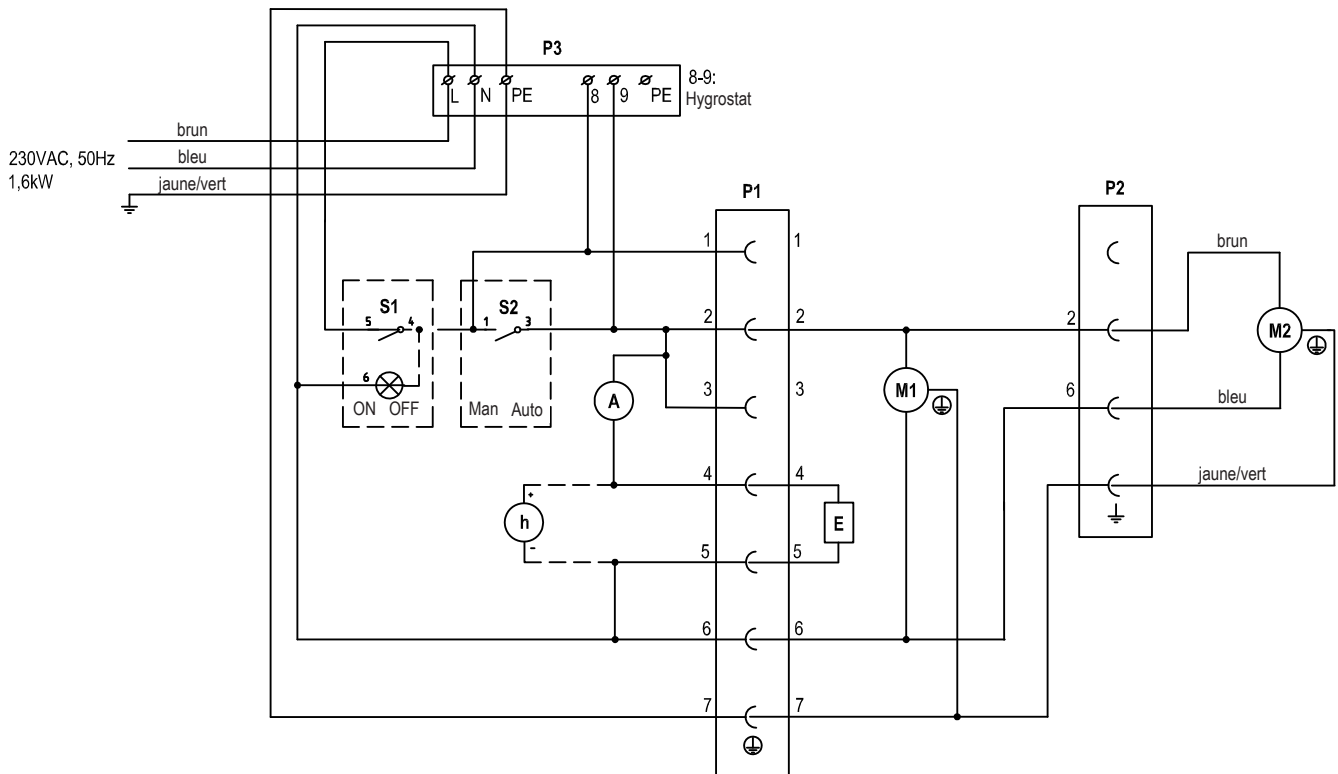 P3
L N PE 8 9 PE
8-9:
Hygrostat
230VAC, 50Hz
1,6kW
brun
bleu
jaune/vert
P1
P2
1 1
brun
S1
S2
5 4
1 3
2 2
2
M2
6
ON OFF
Man Auto
A
3 3
M1
6
bleu
4 4
jaune/vert
+
h
-
E
5 5
6 6
7 7